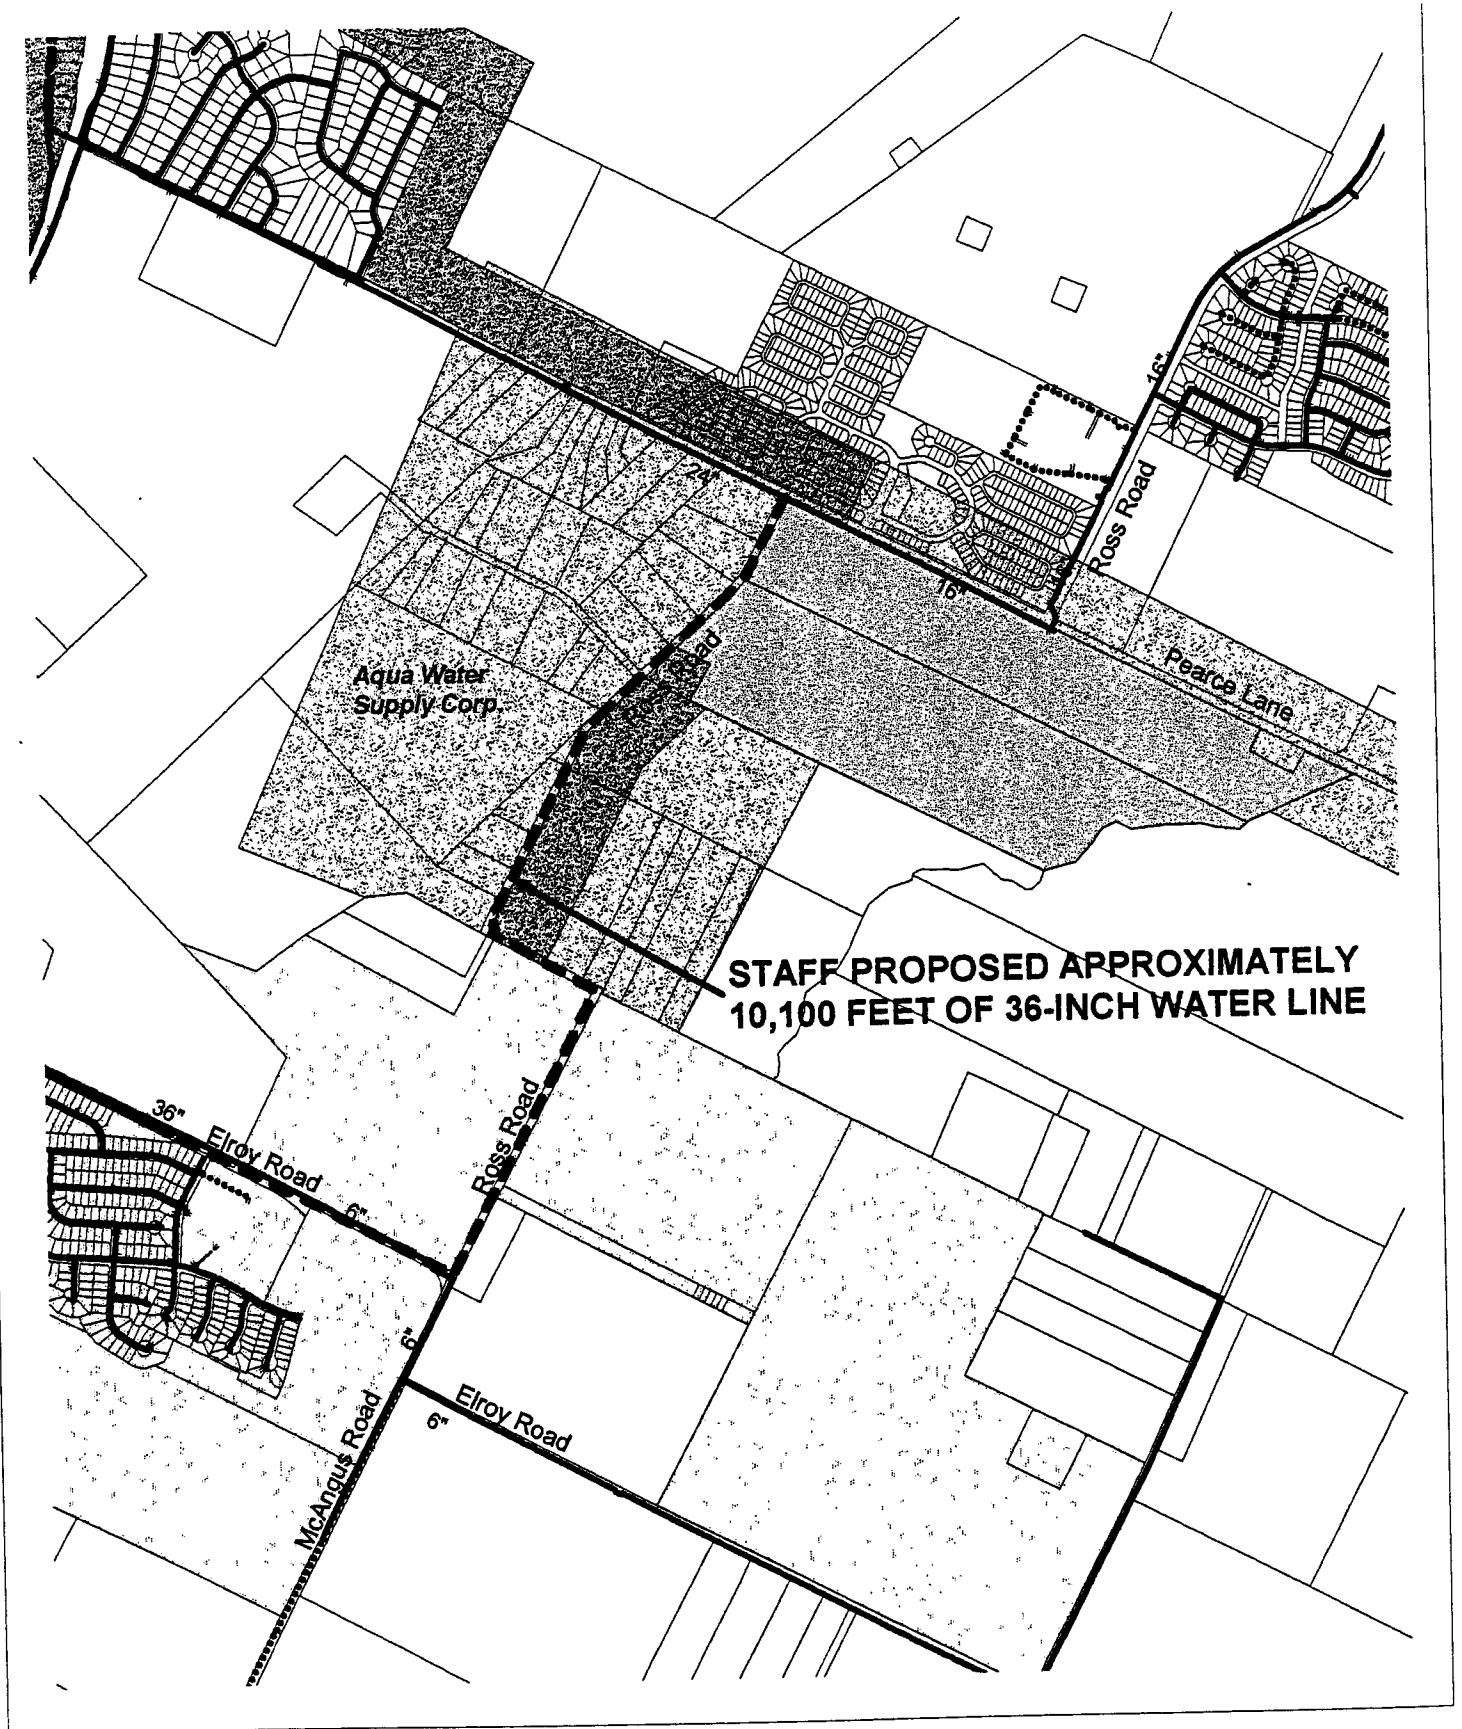 16"
Ross Road
24"
16"
Ross Road
Pearce Lane
Aqua Water
Supply Corp.
STAFF PROPOSED APPROXIMATELY
10,100 FEET OF 36-INCH WATER LINE
36"
Elroy Road
6"
Ross Road
6"
Elroy Road
6"
McAngus Road